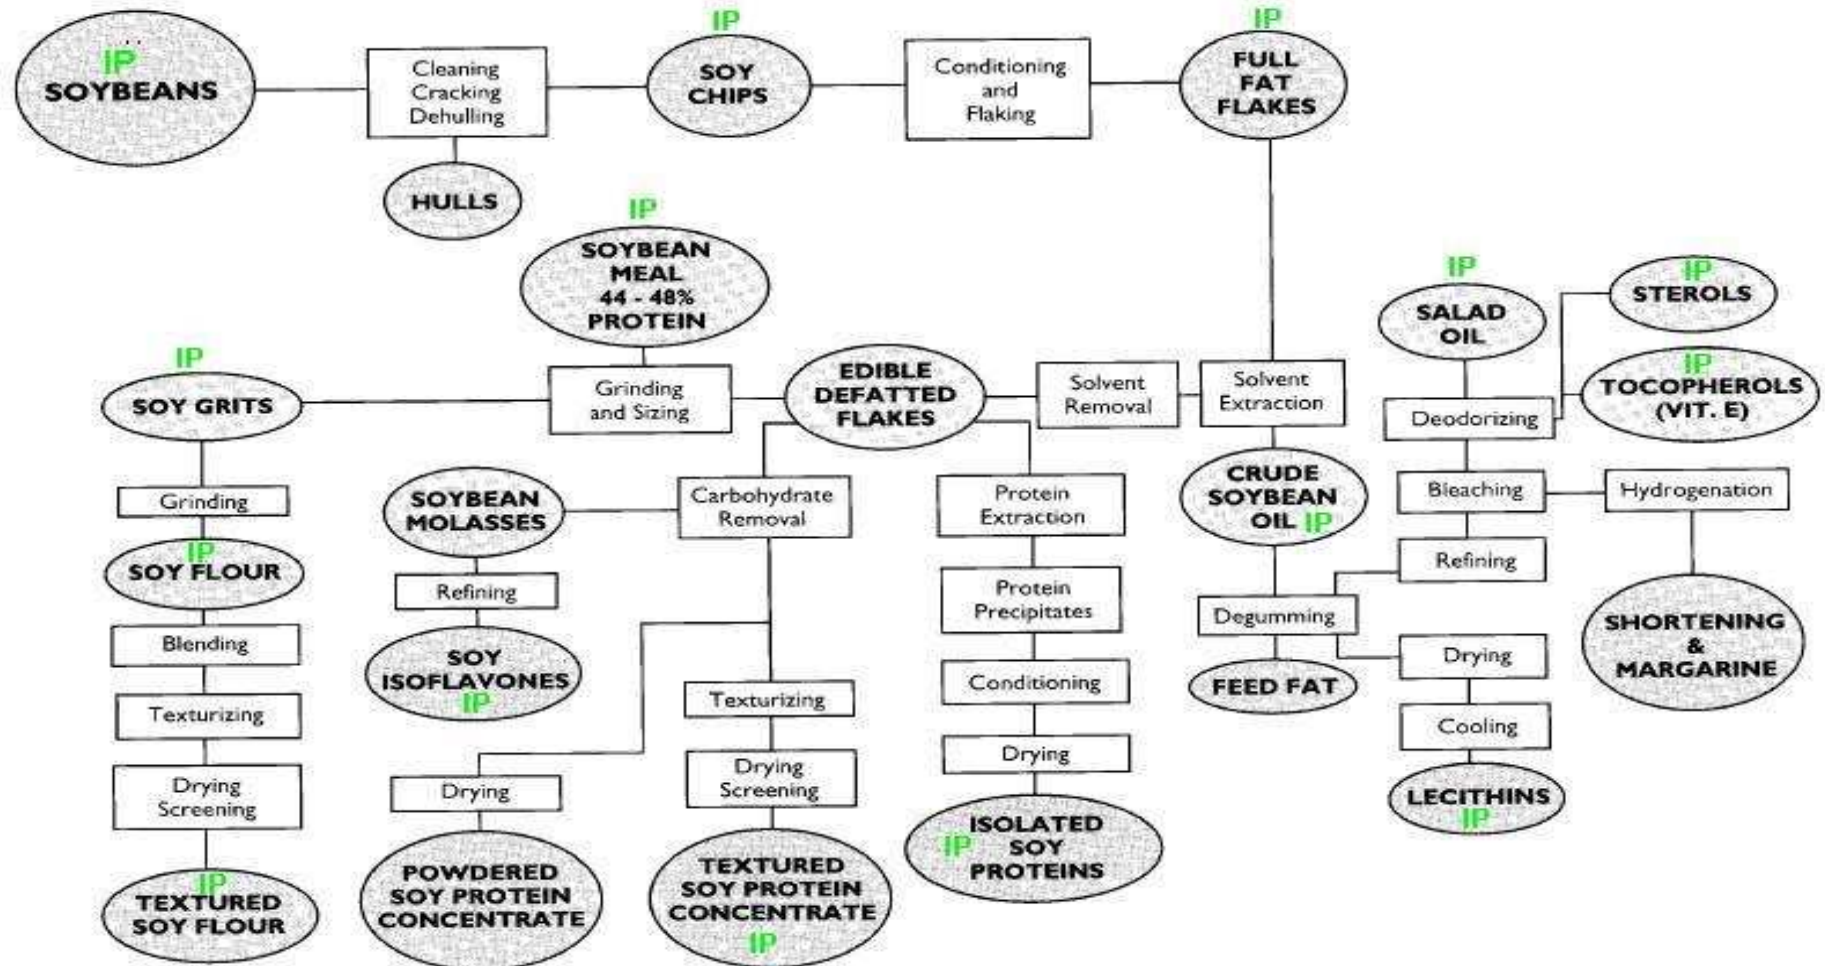 IP
SOYBEANS
Cleaning
Cracking
Dehulling
HULLS
IP
SOY
CHIPS
Conditioning
and
Flaking
IP
FULL
FAT
FLAKES
IP
SOYBEAN
MEAL
44 - 48%
PROTEIN
IP
SOY GRITS
Grinding
and Sizing
EDIBLE
DEFATTED
FLAKES
Solvent
Removal
Solvent
Extraction
IP
SALAD
OIL
IP
STEROLS
IP
TOCOPHEROLS
(VIT. E)
Deodorizing
Grinding
SOYBEAN
MOLASSES
Carbohydrate
Removal
Protein
Extraction
CRUDE
SOYBEAN
OIL IP
Bleaching
Hydrogenation
IP
SOY FLOUR
Refining
Protein
Precipitates
Refining
Degumming
Blending
SOY
ISOFLAVONES
IP
Conditioning
FEED FAT
Drying
SHORTENING
&
MARGARINE
Texturizing
Texturizing
Drying
Cooling
Drying
Screening
Drying
Drying
Screening
LECITHINS
IP
IP
TEXTURED
SOY FLOUR
POWDERED
SOY PROTEIN
CONCENTRATE
TEXTURED
SOY PROTEIN
CONCENTRATE
IP
ISOLATED
IP SOY
PROTEINS